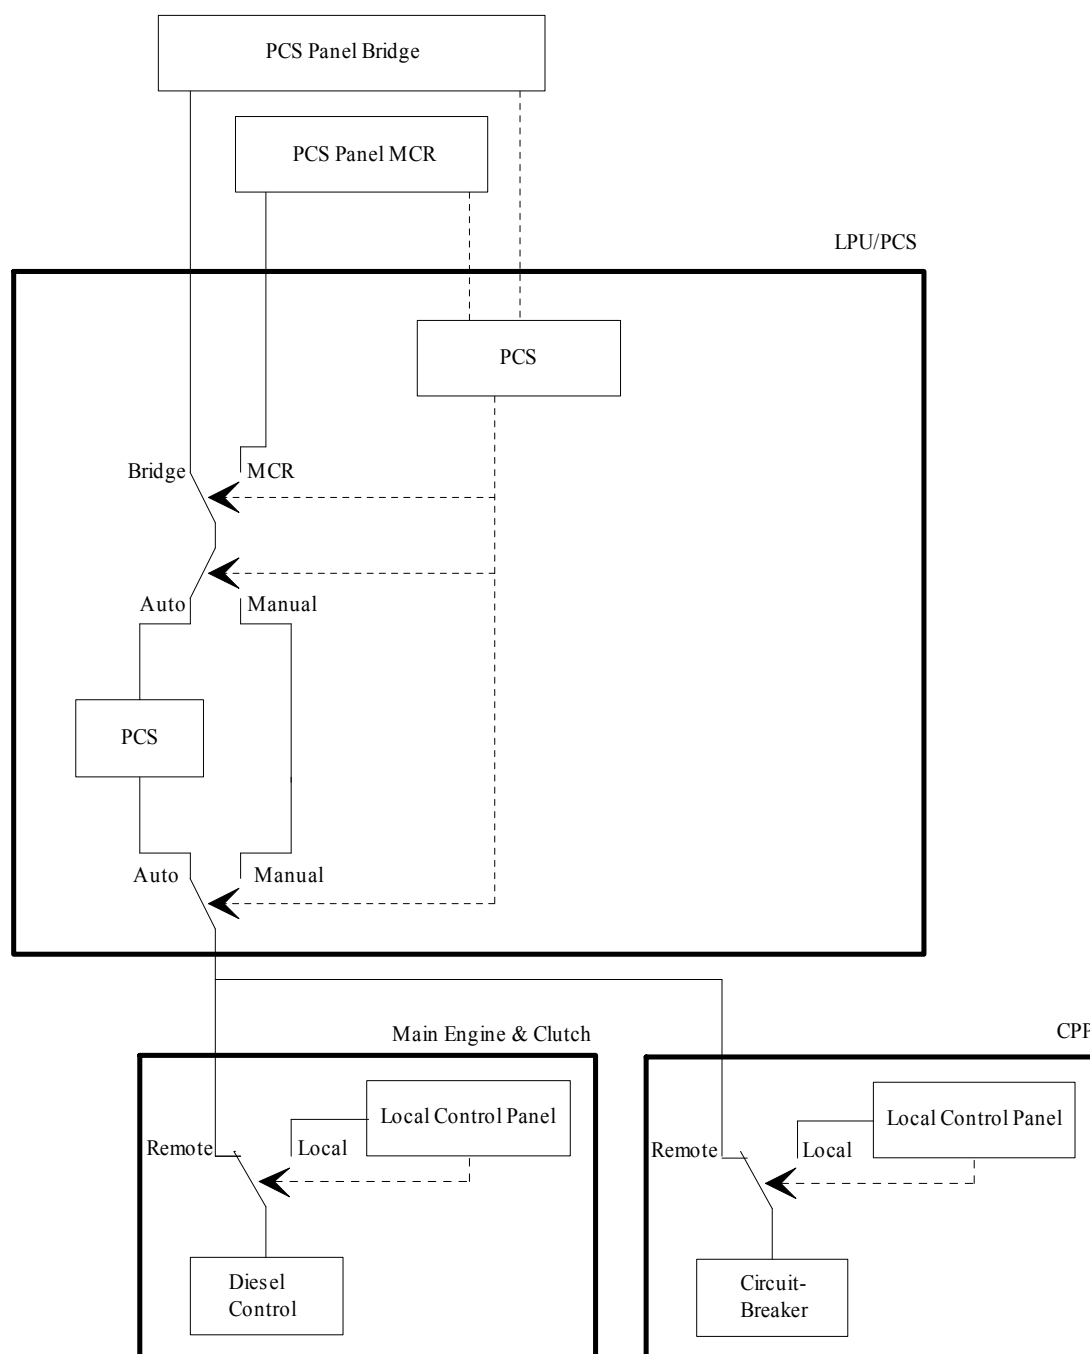 PCS Panel Bridge
PCS Panel MCR
LPU/PCS
PCS
Bridge
MCR
Auto
Manual
PCS
Auto
Manual
Main Engine & Clutch
CPP
Local Control Panel
Local Control Panel
Remote
Local
Remote
Local
Diesel
Control
Circuit-
Breaker